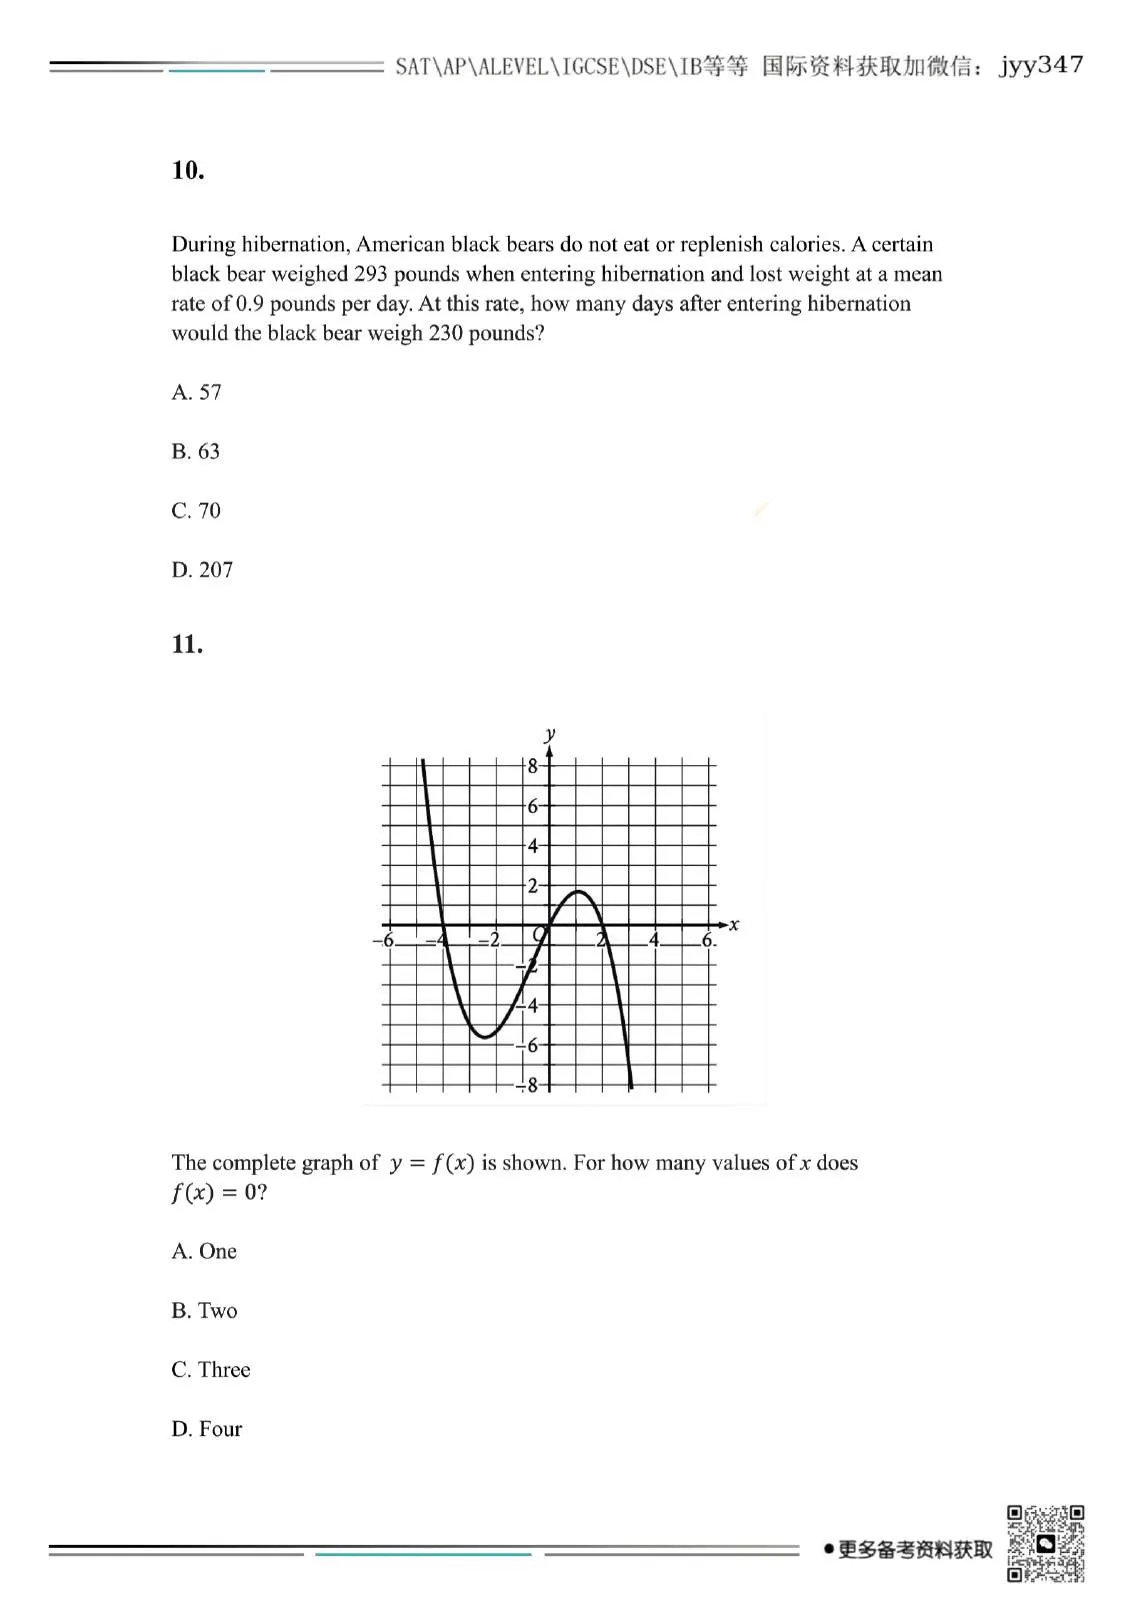 SAT\AP\ALEVEL\IGCSE\DSE\IB等等 国际资料获取加微信: jyy347
10.
During hibernation, American black bears do not eat or replenish calories. A certain
black bear weighed 293 pounds when entering hibernation and lost weight at a mean
rate of 0.9 pounds per day. At this rate, how many days after entering hibernation
would the black bear weigh 230 pounds?
A. 57
B. 63
C. 70
D. 207
11.
y
8
6
4
2
x
O
-6 -4 -2 2 4 6
-2
-4
-6
-8
The complete graph of y = f(x) is shown. For how many values of x does
f(x) = 0?
A. One
B. Two
C. Three
D. Four
●更多备考资料获取